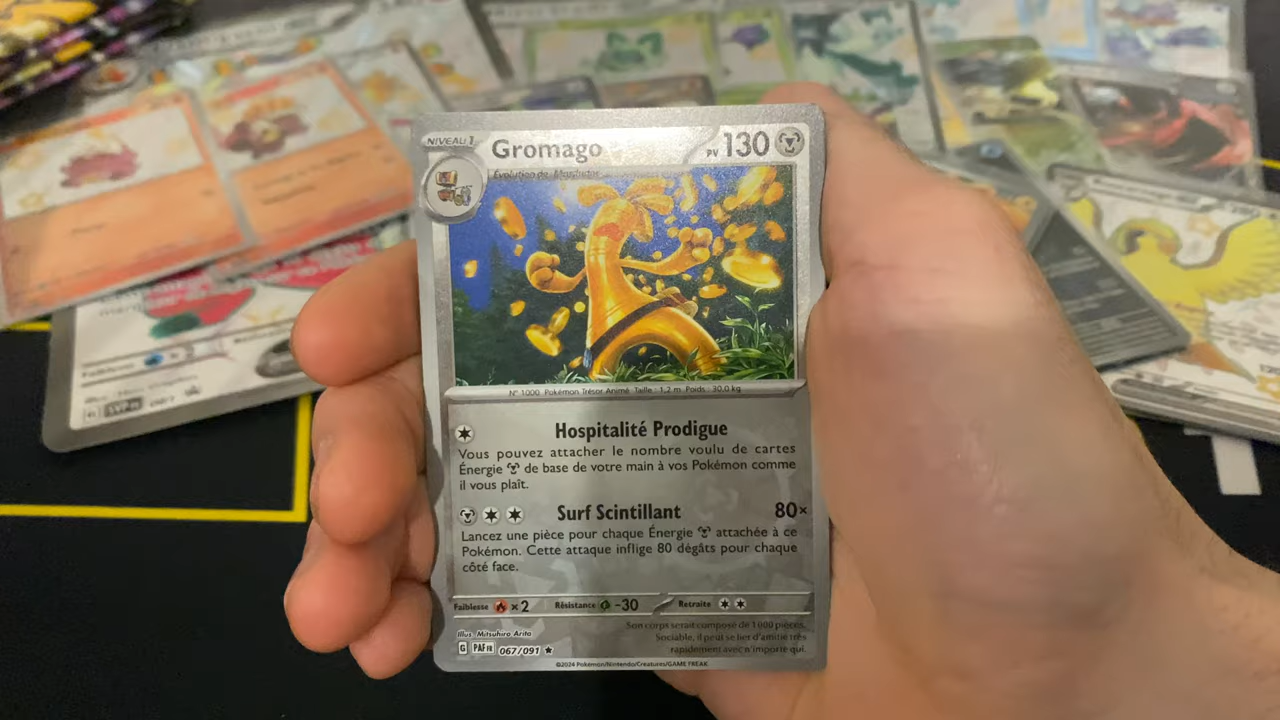 NIVEAU 1
Gromago
PV 130
Évolution de Mordudor
N° 1000 Pokémon Trésor Animé Taille : 1,2 m Poids : 30,0 kg
Hospitalité Prodigue
Vous pouvez attacher le nombre voulu de cartes
Énergie de base de votre main à vos Pokémon comme
il vous plaît.
Surf Scintillant 80×
Lancez une pièce pour chaque Énergie attachée à ce
Pokémon. Cette attaque inflige 80 dégâts pour chaque
côté face.
Faiblesse ×2 Résistance -30 Retraite
Son corps serait composé de 1 000 pièces.
Sociable, il peut se lier d'amitié très
rapidement avec n'importe qui.
Illus. Mitsuhiro Arita
G PAF FR 067/091
©2024 Pokémon/Nintendo/Creatures/GAME FREAK
Faiblesse ×2
SVP FR